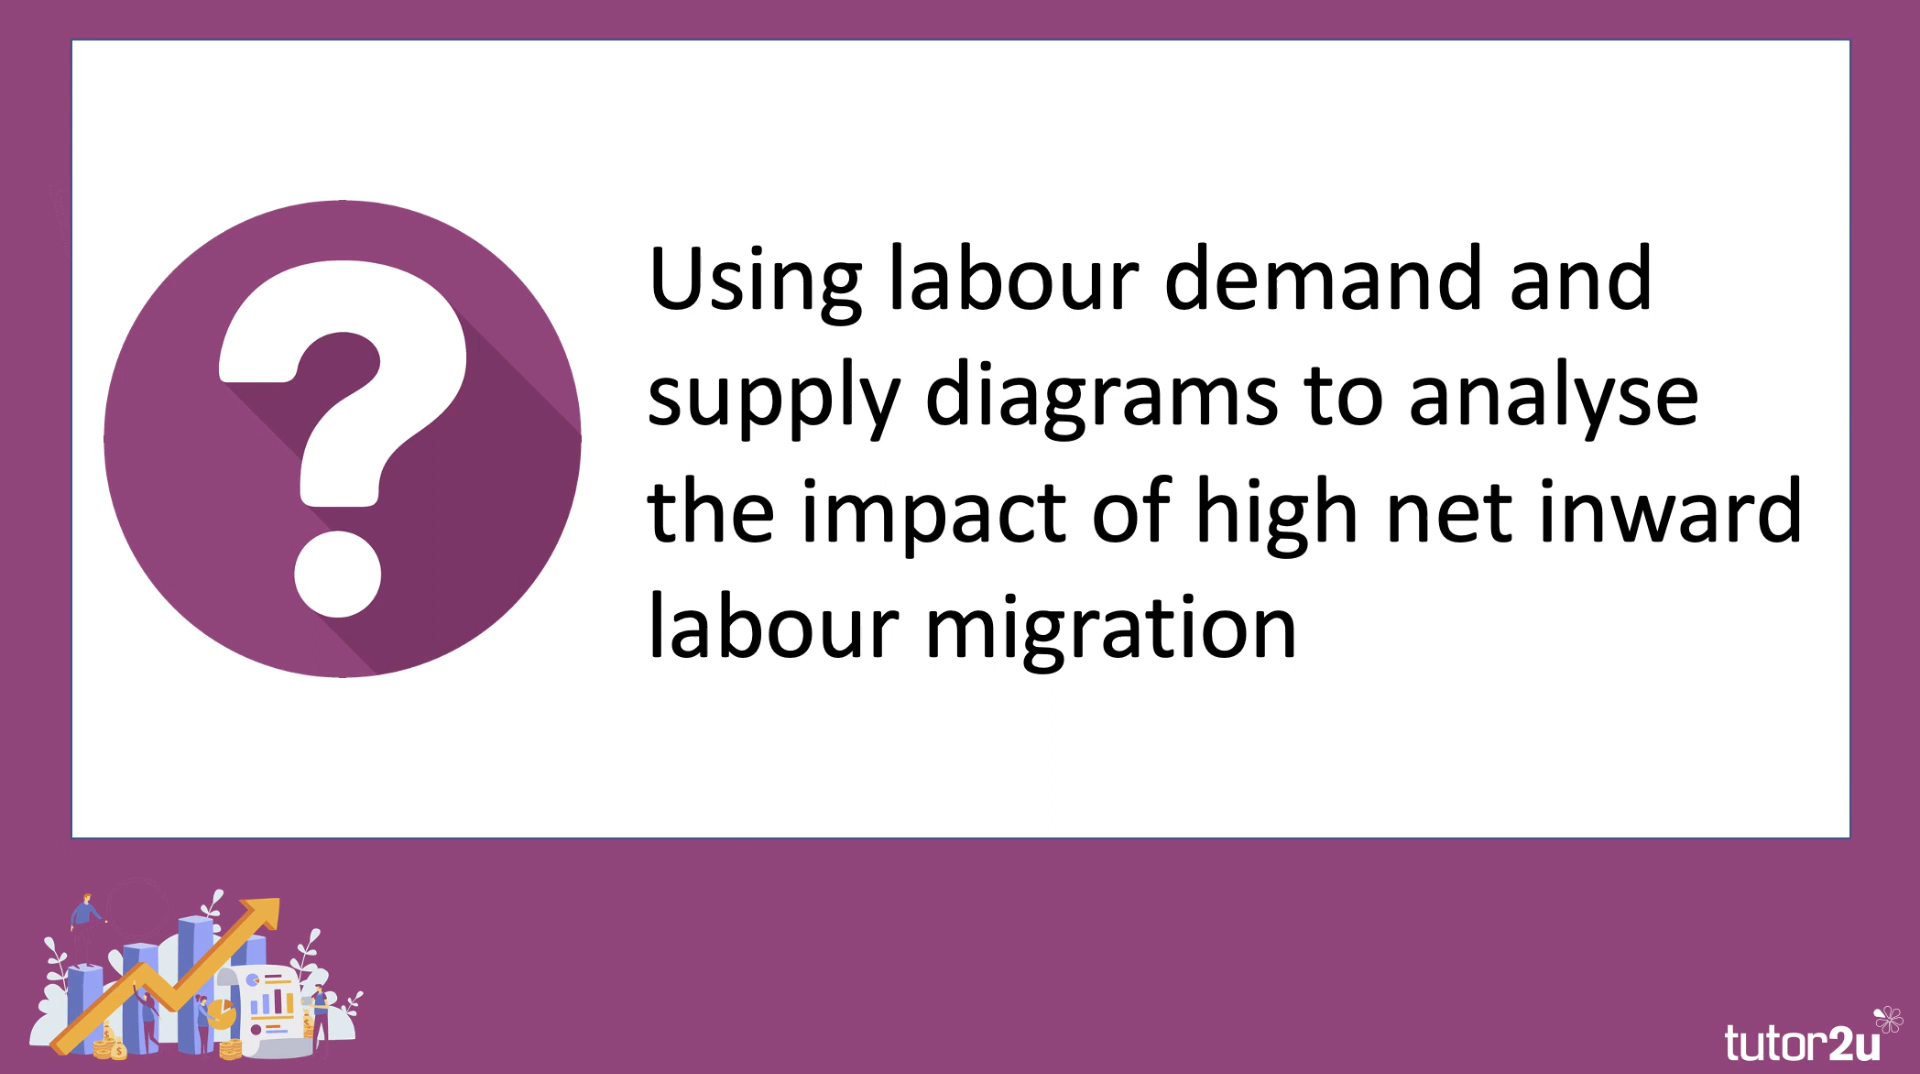 Using labour demand and
supply diagrams to analyse
the impact of high net inward
labour migration
tutor2u